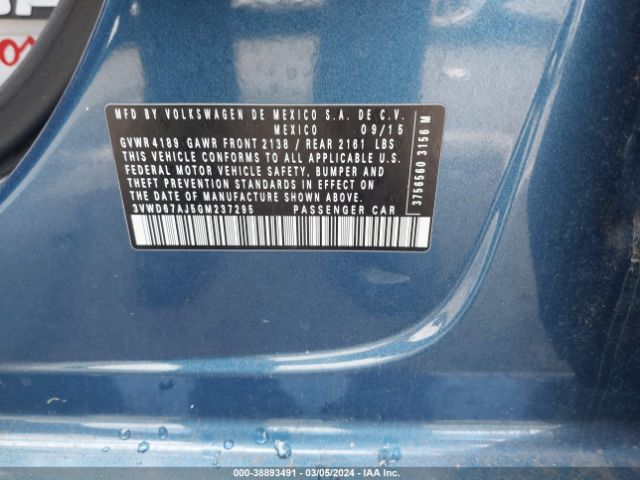 MFD BY VOLKSWAGEN DE MEXICO S.A. DE C.V.
MEXICO 09/15
GVWR 4189 GAWR FRONT 2138 / REAR 2161 LBS
THIS VEHICLE CONFORMS TO ALL APPLICABLE U.S.
FEDERAL MOTOR VEHICLE SAFETY, BUMPER AND
THEFT PREVENTION STANDARDS IN EFFECT ON
THE DATE OF MANUFACTURE SHOWN ABOVE.
3VWD67AJ5GM237295 PASSENGER CAR
3756560 3156 M
000-38893491 - 03/05/2024 - IAA Inc.